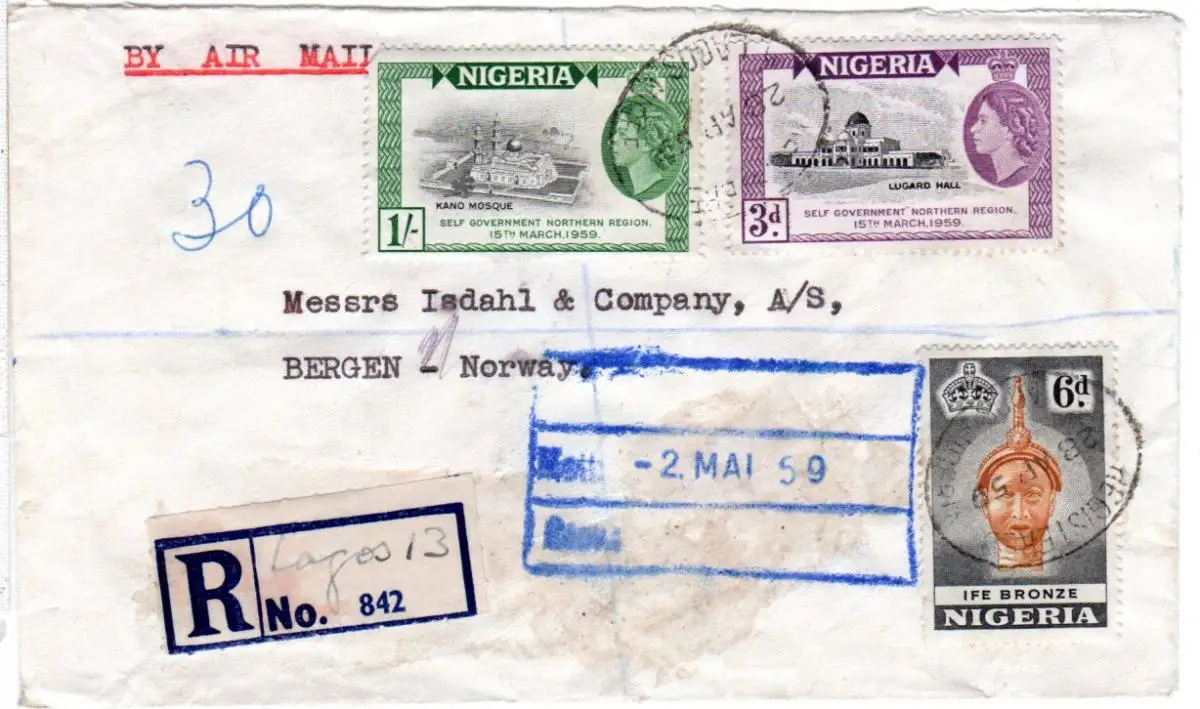 BY AIR MAIL
NIGERIA
KANO MOSQUE
SELF GOVERNMENT NORTHERN REGION.
15TH MARCH, 1959.
1/-
NIGERIA
LUGARD HALL
SELF GOVERNMENT NORTHERN REGION.
15TH MARCH, 1959.
3d.
LAGOS
30
Messrs Isdahl & Company, A/S,
BERGEN - Norway.
-2. MAI 59
6d.
28
IFE BRONZE
NIGERIA
R
Lagos 13
No. 842